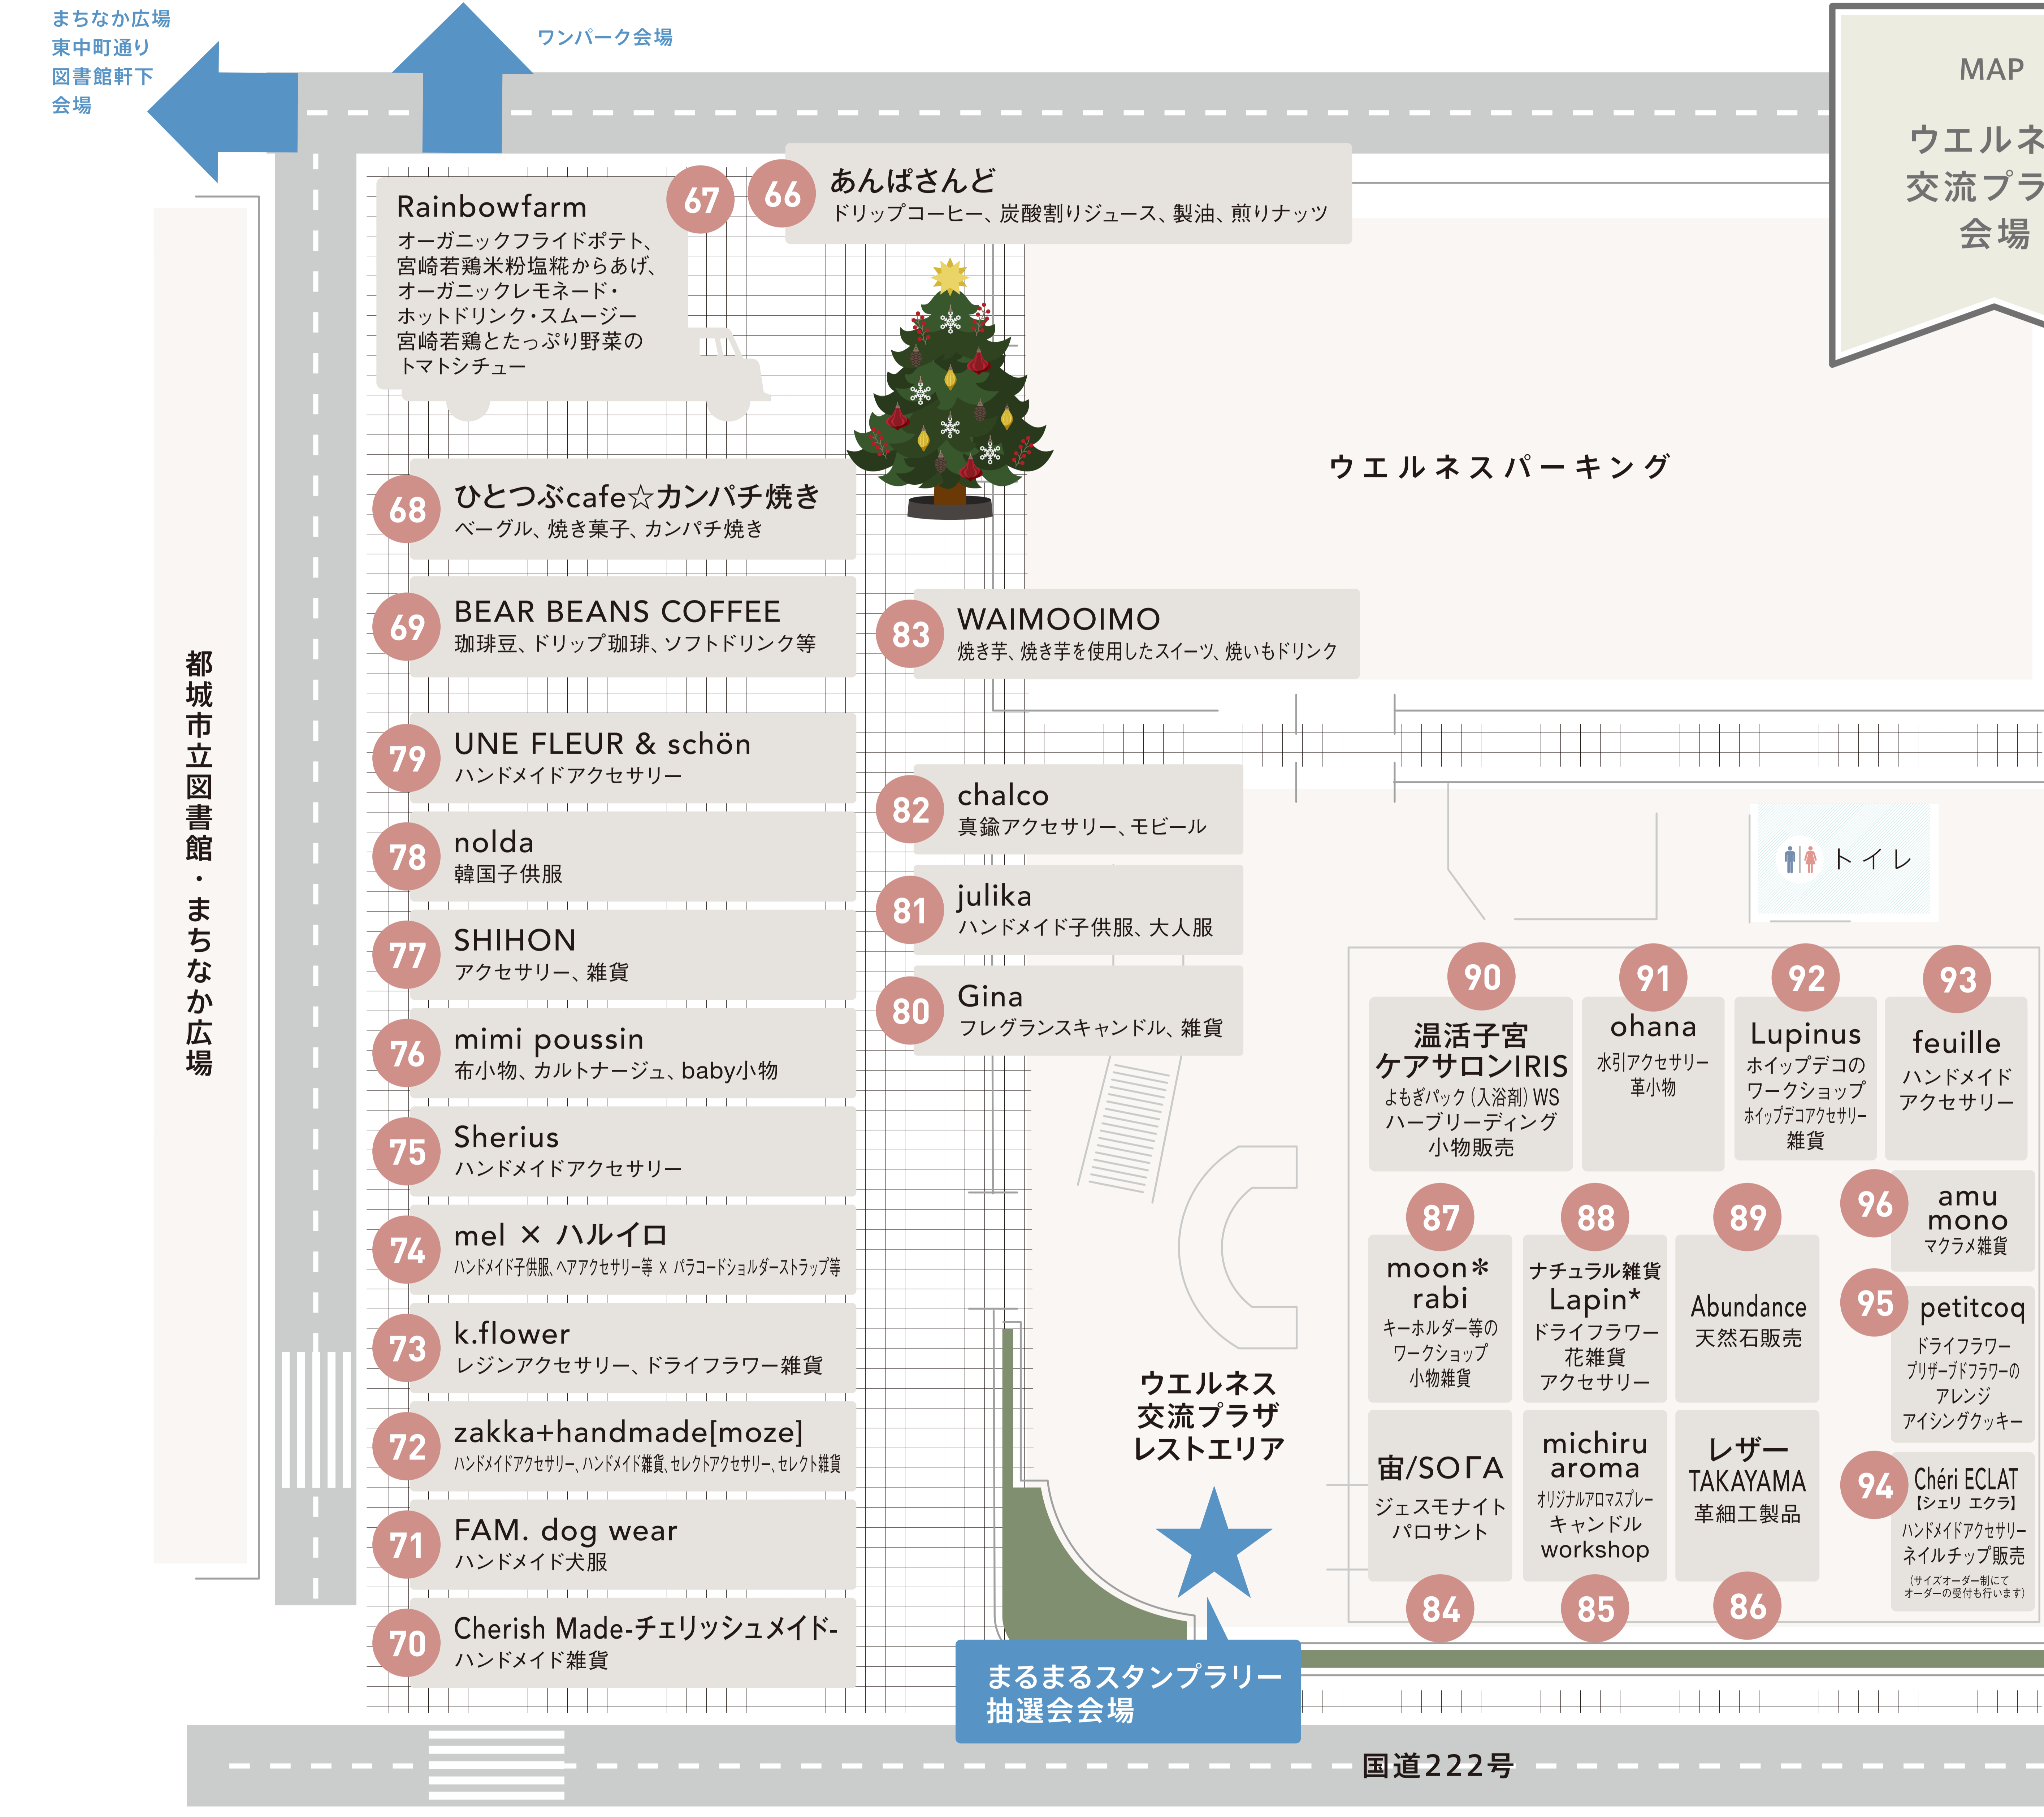 まちなか広場
東中町通り
図書館軒下
会場
ワンパーク会場
MAP
ウエルネ
交流プラ
会場
67
Rainbowfarm
オーガニックフライドポテト、
宮崎若鶏米粉塩糀からあげ、
オーガニックレモネード・
ホットドリンク・スムージー
宮崎若鶏とたっぷり野菜の
トマトシチュー
66
あんぱさんど
ドリップコーヒー、炭酸割りジュース、製油、煎りナッツ
ウエルネスパーキング
68
ひとつぶcafe☆カンパチ焼き
ベーグル、焼き菓子、カンパチ焼き
69
BEAR BEANS COFFEE
珈琲豆、ドリップ珈琲、ソフトドリンク等
83
WAIMOOIMO
焼き芋、焼き芋を使用したスイーツ、焼いもドリンク
都城市立図書館・まちなか広場
79
UNE FLEUR & schön
ハンドメイドアクセサリー
78
nolda
韓国子供服
77
SHIHON
アクセサリー、雑貨
76
mimi poussin
布小物、カルトナージュ、baby小物
75
Sherius
ハンドメイドアクセサリー
74
mel × ハルイロ
ハンドメイド子供服、ヘアアクセサリー等 × パラコードショルダーストラップ等
73
k.flower
レジンアクセサリー、ドライフラワー雑貨
72
zakka+handmade[moze]
ハンドメイドアクセサリー、ハンドメイド雑貨、セレクトアクセサリー、セレクト雑貨
71
FAM. dog wear
ハンドメイド犬服
70
Cherish Made-チェリッシュメイド-
ハンドメイド雑貨
82
chalco
真鍮アクセサリー、モビール
81
julika
ハンドメイド子供服、大人服
80
Gina
フレグランスキャンドル、雑貨
トイレ
90
温活子宮
ケアサロンIRIS
よもぎパック（入浴剤）WS
ハーブリーディング
小物販売
91
ohana
水引アクセサリー
革小物
92
Lupinus
ホイップデコの
ワークショップ
ホイップデコアクセサリー
雑貨
93
feuille
ハンドメイド
アクセサリー
87
moon＊
rabi
キーホルダー等の
ワークショップ
小物雑貨
88
ナチュラル雑貨
Lapin*
ドライフラワー
花雑貨
アクセサリー
89
Abundance
天然石販売
96
amu
mono
マクラメ雑貨
95
petitcoq
ドライフラワー
プリザーブドフラワーの
アレンジ
アイシングクッキー
宙/SOΓA
ジェスモナイト
パロサント
84
michiru
aroma
オリジナルアロマスプレー
キャンドル
workshop
85
レザー
TAKAYAMA
革細工製品
86
94
Chéri ECLAT
【シェリ エクラ】
ハンドメイドアクセサリー
ネイルチップ販売
（サイズオーダー制にて
オーダーの受付も行います）
ウエルネス
交流プラザ
レストエリア
まるまるスタンプラリー
抽選会会場
国道222号